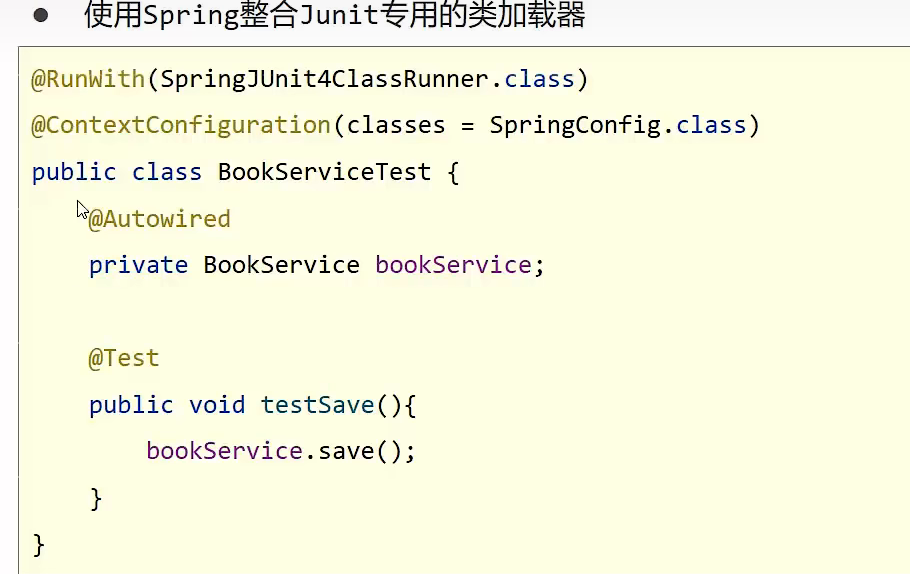 ● 使用Spring整合Junit专用的类加载器
@RunWith(SpringJUnit4ClassRunner.class)
@ContextConfiguration(classes = SpringConfig.class)
public class BookServiceTest {
    @Autowired
    private BookService bookService;
    @Test
    public void testSave(){
        bookService.save();
    }
}